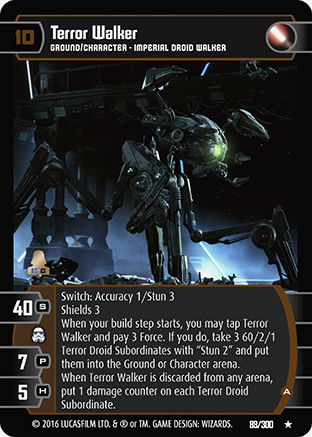 10
Terror Walker
GROUND/CHARACTER - IMPERIAL DROID WALKER
40 S
7 P
5 H
Switch: Accuracy 1/Stun 3
Shields 3
When your build step starts, you may tap Terror
Walker and pay 3 Force. If you do, take 3 60/2/1
Terror Droid Subordinates with “Stun 2” and put
them into the Ground or Character arena.
When Terror Walker is discarded from any arena,
put 1 damage counter on each Terror Droid
Subordinate.
A
© 2016 LUCASFILM LTD. & ® OR TM. GAME DESIGN: WIZARDS.
89/300 ★